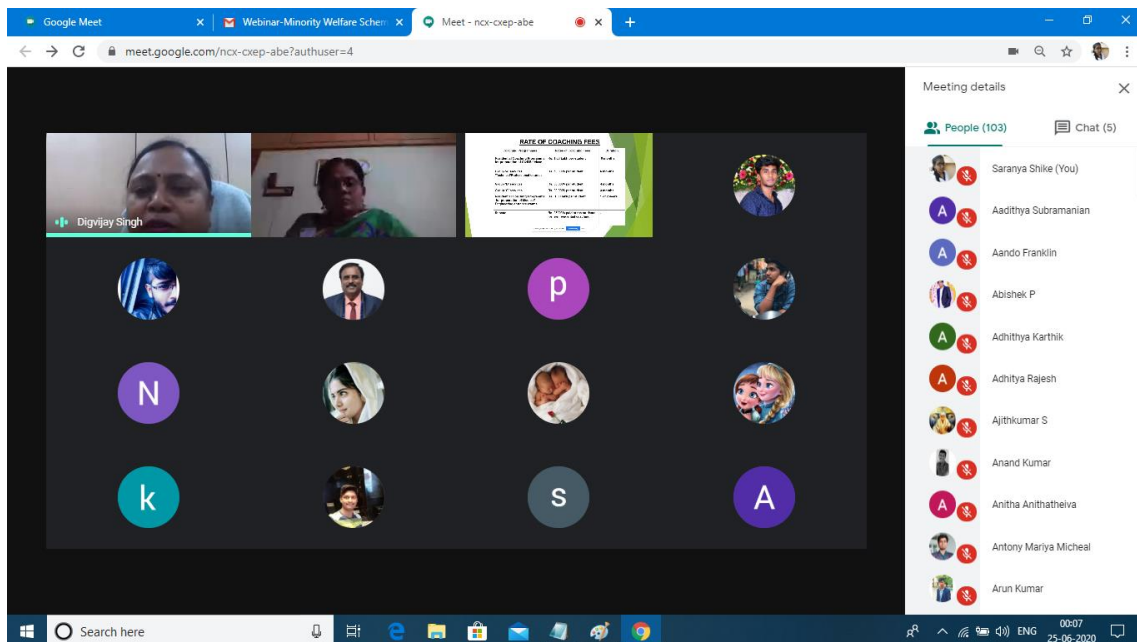 Google Meet
Webinar-Minority Welfare Schem
Meet - ncx-cxep-abe
meet.google.com/ncx-cxep-abe?authuser=4
Meeting details
People (103)
Chat (5)
Saranya Shike (You)
A
Aadithya Subramanian
A
Aando Franklin
Abishek P
A
Adhithya Karthik
A
Adhitya Rajesh
Ajithkumar S
Anand Kumar
A
Anitha Anithatheiva
Antony Mariya Micheal
Arun Kumar
Digvijay Singh
RATE OF COACHING FEES
p
N
k
s
A
Search here
ENG
00:07
25-06-2020